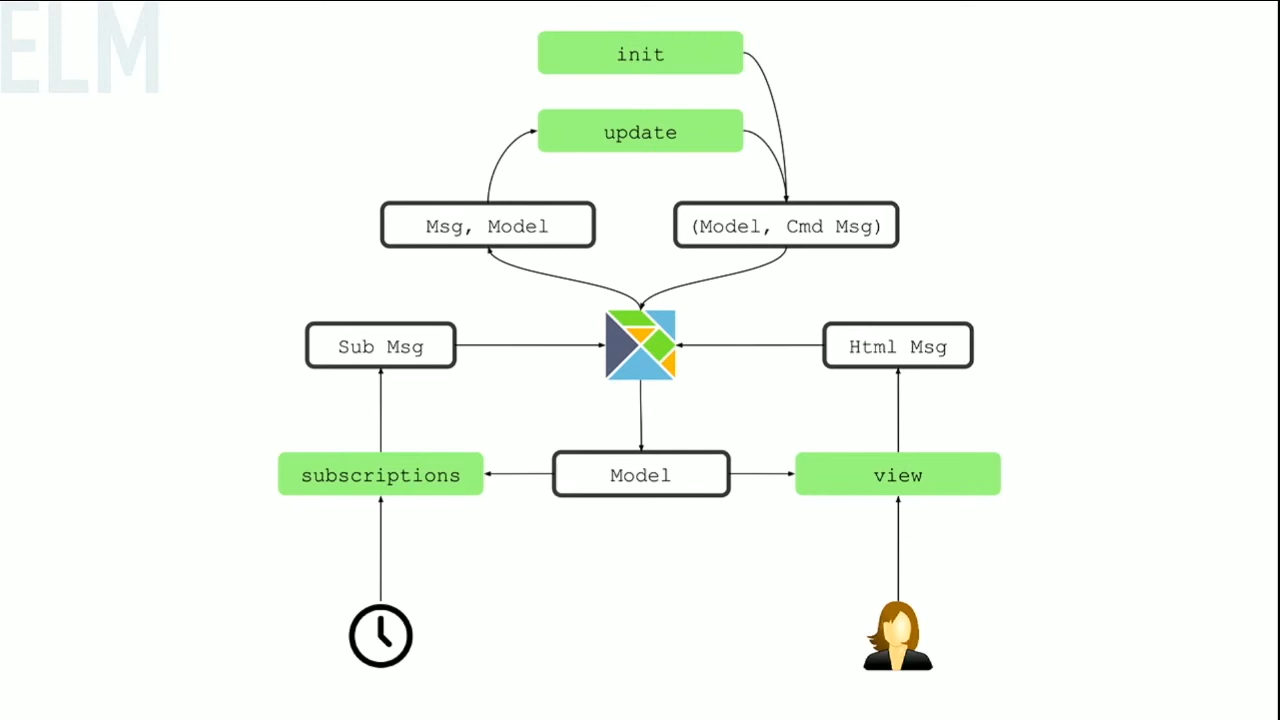 ELM
init
update
Msg, Model
(Model, Cmd Msg)
Sub Msg
Html Msg
subscriptions
Model
view